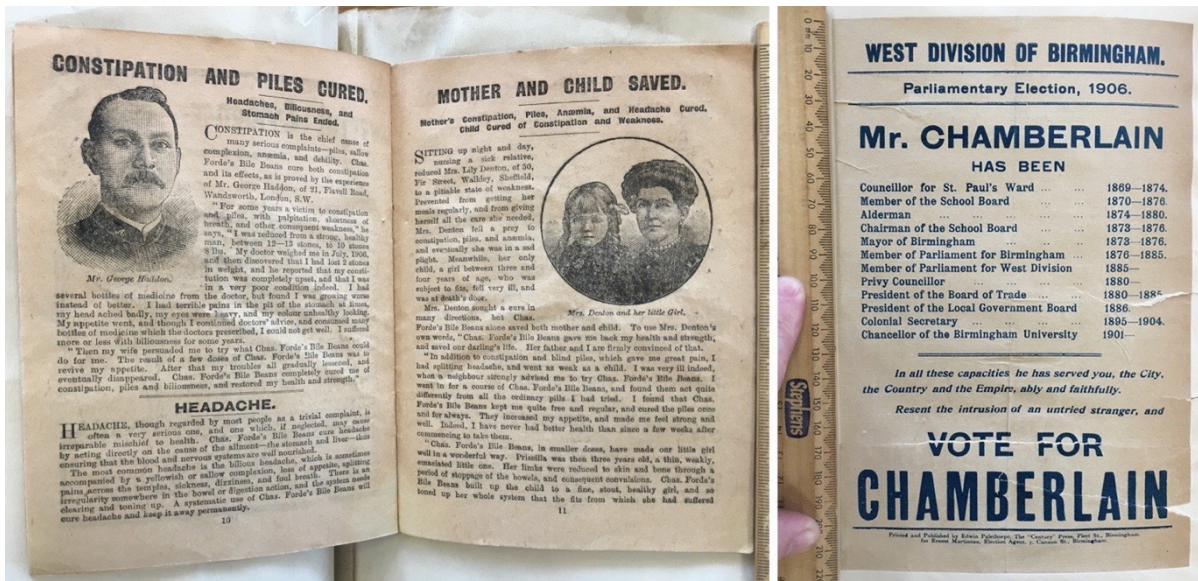 CONSTIPATION AND PILES CURED.
Headaches, Biliousness, and
Stomach Pains Ended.
CONSTIPATION is the chief cause of
many serious complaints—piles, sallow
complexion, anæmia, and debility. Chas.
Forde's Bile Beans cure both constipation
and its effects, as is proved by the experience
of Mr. George Haddon, of 21, Flavell Road,
Wandsworth, London, S.W.
"For some years a victim to constipation
and piles, with palpitation, shortness of
breath, and other consequent weakness," he
says, "I was reduced from a strong, healthy
man, between 12—13 stones, to 10 stones
8 lbs. My doctor weighed me in July, 1906,
and then discovered that I had lost 2 stones
in weight, and he reported that my consti-
tution was completely upset, and that I was
in a very poor condition indeed. I had
Mr. George Haddon.
several bottles of medicine from the doctor, but found I was growing worse
instead of better. I had terrible pains in the pit of the stomach at times,
my head ached badly, my eyes were heavy, and my colour unhealthy looking.
My appetite went, and though I consulted doctors' advice, and consumed many
bottles of medicine which the doctors prescribed, I could not get well. I suffered
more or less with biliousness for some years.
"Then my wife persuaded me to try what Chas. Forde's Bile Beans could
do for me. The result of a few doses of Chas. Forde's Bile Beans was to
revive my appetite. After that my troubles all gradually lessened, and
eventually disappeared. Chas. Forde's Bile Beans completely cured me of
constipation, piles and biliousness, and restored my health and strength."
HEADACHE.
HEADACHE, though regarded by most people as a trivial complaint, is
often a very serious one, and one which, if neglected, may cause
irreparable mischief to health. Chas. Forde's Bile Beans cure headache
by acting directly on the cause of the ailment—the stomach and liver—thus
ensuring that the blood and nervous systems are well nourished.
The most common headache is the bilious headache, which is sometimes
accompanied by a yellowish or sallow complexion, loss of appetite, splitting
pains across the temples, sickness, dizziness, and foul breath. There is an
irregularity somewhere in the bowel or digestion action, and the system needs
clearing and toning up. A systematic use of Chas. Forde's Bile Beans will
cure headache and keep it away permanently.
10
MOTHER AND CHILD SAVED.
Mother's Constipation, Piles, Anæmia, and Headache Cured.
Child Cured of Constipation and Weakness.
SITTING up night and day,
nursing a sick relative,
reduced Mrs. Lily Denton, of 50,
Fir Street, Walkley, Sheffield,
to a pitiable state of weakness.
Prevented from getting her
meals regularly, and from giving
herself all the care she needed,
Mrs. Denton fell a prey to
constipation, piles, and anæmia,
and eventually she was in a sad
plight. Meanwhile, her only
child, a girl between three and
four years of age, who was
subject to fits, fell very ill, and
was at death's door.
Mrs. Denton sought a cure in
many directions, but Chas.
Mrs. Denton and her little Girl.
Forde's Bile Beans alone saved both mother and child. To use Mrs. Denton's
own words, "Chas. Forde's Bile Beans gave me back my health and strength,
and saved our darling's life. Her father and I are firmly convinced of that.
"In addition to constipation and blind piles, which gave me great pain, I
had splitting headache, and went as weak as a child. I was very ill indeed,
when a neighbour strongly advised me to try Chas. Forde's Bile Beans. I
went in for a course of Chas. Forde's Bile Beans, and found them act quite
differently from all the ordinary pills I had tried. I found that Chas.
Forde's Bile Beans kept me quite free and regular, and cured the piles once
and for always. They increased my appetite, and made me feel strong and
well. Indeed, I have never had better health than since a few weeks after
commencing to take them.
"Chas. Forde's Bile Beans, in smaller doses, have made our little girl
well in a wonderful way. Priscilla was then three years old, a thin, weakly,
emaciated little one. Her limbs were reduced to skin and bone through a
period of stoppage of the bowels, and consequent convulsions. Chas. Forde's
Bile Beans built up the child to a fine, stout, healthy girl, and so
toned up her whole system that the fits from which she had suffered
11
Stephens
WEST DIVISION OF BIRMINGHAM.
Parliamentary Election, 1906.
Mr. CHAMBERLAIN
HAS BEEN
Councillor for St. Paul's Ward ... ... 1869—1874.
Member of the School Board ... ... 1870—1876.
Alderman ... ... ... ... 1874—1880.
Chairman of the School Board ... 1873—1876.
Mayor of Birmingham ... ... 1873—1876.
Member of Parliament for Birmingham ... 1876—1885.
Member of Parliament for West Division 1885—
Privy Councillor ... ... ... 1880—
President of the Board of Trade ... ... 1880—1885
President of the Local Government Board 1886.
Colonial Secretary ... ... ... ... 1895—1904.
Chancellor of the Birmingham University 1901—
In all these capacities he has served you, the City,
the Country and the Empire, ably and faithfully.
Resent the intrusion of an untried stranger, and
VOTE FOR
CHAMBERLAIN
Printed and Published by Edwin Palethorpe, The "Century" Press, Fleet St., Birmingham,
for Ernest Martineau, Election Agent, 7, Cannon St., Birmingham.